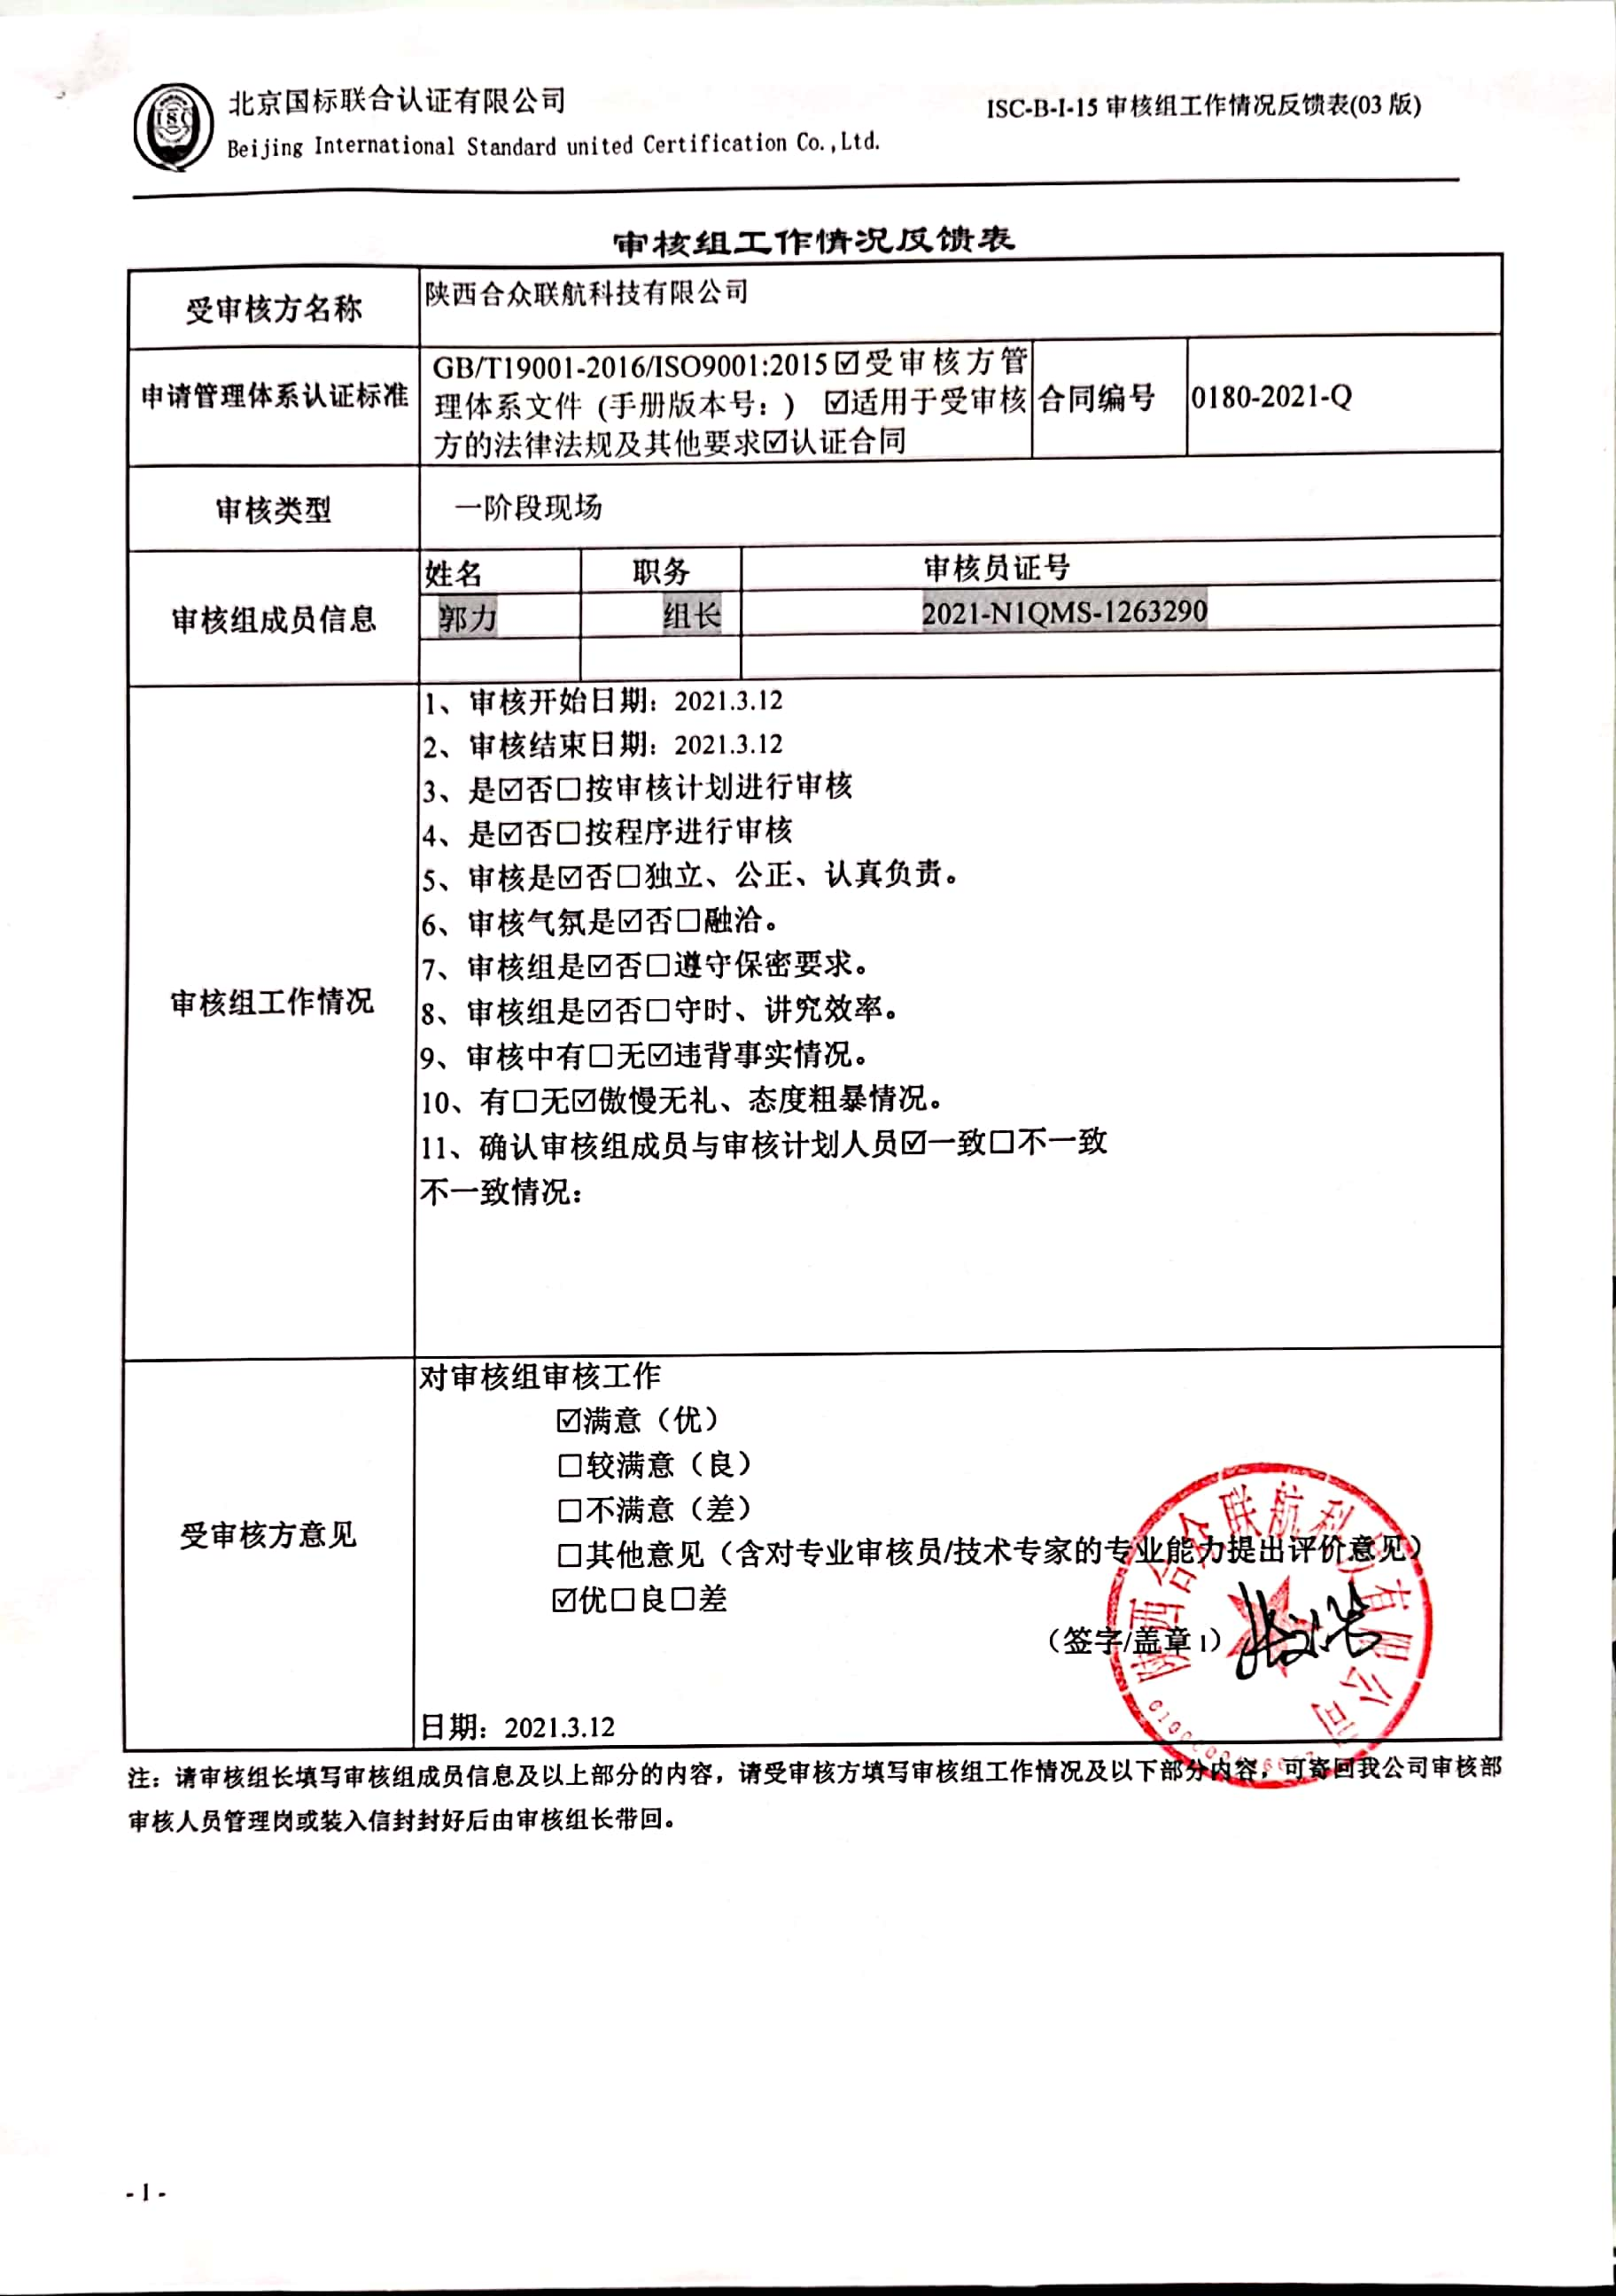 北京国标联合认证有限公司
Beijing International Standard united Certification Co.,Ltd.
ISC-B-I-15 审核组工作情况反馈表(03 版)
ISC
审核组工作情况反馈表
受审核方名称 陕西合众联航科技有限公司
申请管理体系认证标准
GB/T19001-2016/ISO9001:2015☑受审核方管
理体系文件（手册版本号：） ☑适用于受审核
方的法律法规及其他要求☑认证合同
合同编号 0180-2021-Q
审核类型 一阶段现场
审核组成员信息
姓名 职务 审核员证号
郭力 组长 2021-N1QMS-1263290
审核组工作情况
1、审核开始日期：2021.3.12
2、审核结束日期：2021.3.12
3、是☑否☐按审核计划进行审核
4、是☑否☐按程序进行审核
5、审核是☑否☐独立、公正、认真负责。
6、审核气氛是☑否☐融洽。
7、审核组是☑否☐遵守保密要求。
8、审核组是☑否☐守时、讲究效率。
9、审核中有☐无☑违背事实情况。
10、有☐无☑傲慢无礼、态度粗暴情况。
11、确认审核组成员与审核计划人员☑一致☐不一致
不一致情况：
受审核方意见
对审核组审核工作
☑满意（优）
☐较满意（良）
☐不满意（差）
☐其他意见（含对专业审核员/技术专家的专业能力提出评价意见）
☑优☐良☐差
（签字/盖章 1）
陕西合众联航科技有限公司
日期：2021.3.12
注：请审核组长填写审核组成员信息及以上部分的内容，请受审核方填写审核组工作情况及以下部分内容，可寄回我公司审核部
审核人员管理岗或装入信封封好后由审核组长带回。
- 1 -